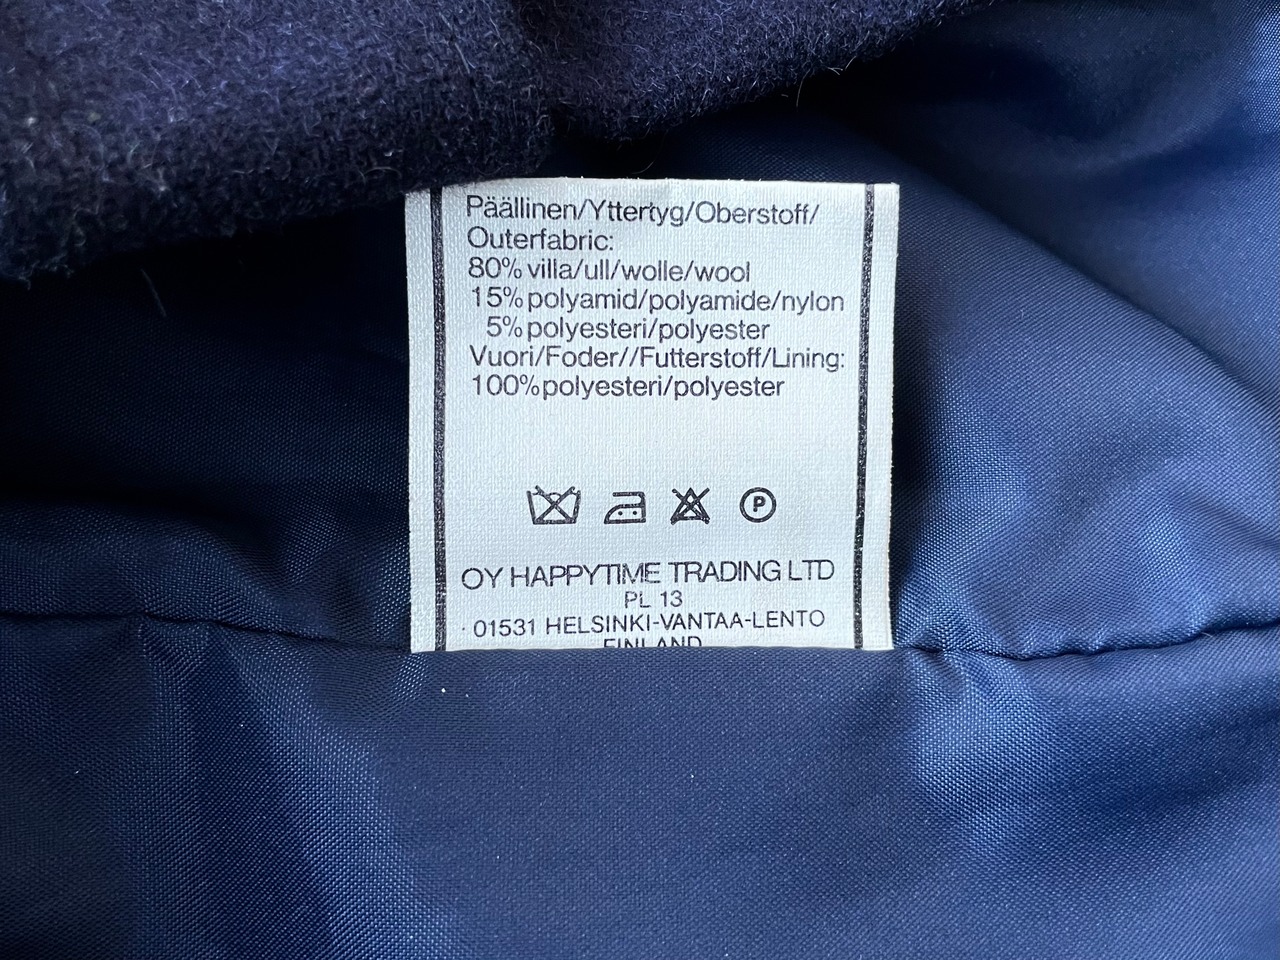 Päällinen/Yttertyg/Oberstoff/
Outerfabric:
80% villa/ull/wolle/wool
15% polyamid/polyamide/nylon
5% polyesteri/polyester
Vuori/Foder//Futterstoff/Lining:
100% polyesteri/polyester
P
OY HAPPYTIME TRADING LTD
PL 13
01531 HELSINKI-VANTAA-LENTO
FINLAND